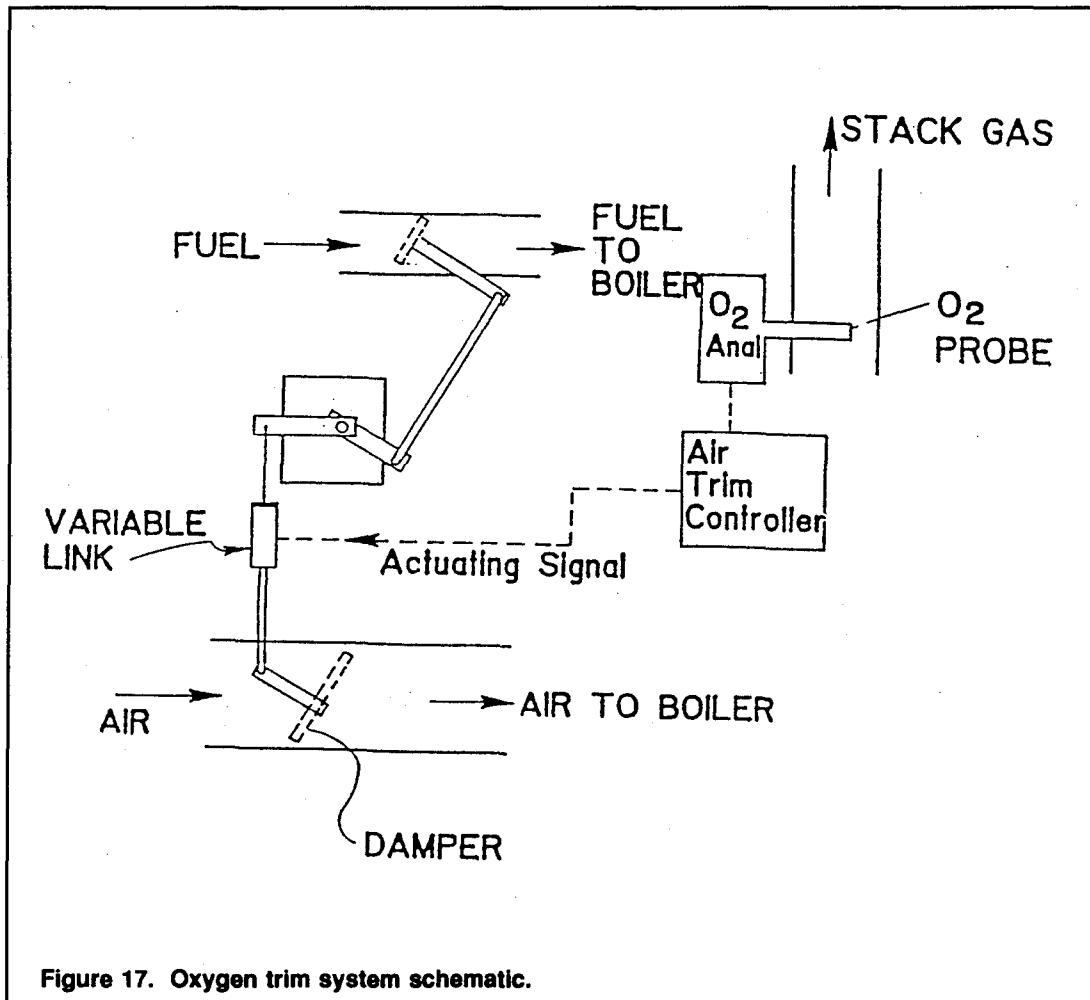 STACK GAS
FUEL
FUEL
TO
BOILER
O2
Anal
O2
PROBE
Air
Trim
Controller
VARIABLE
LINK
Actuating Signal
AIR
AIR TO BOILER
DAMPER
Figure 17. Oxygen trim system schematic.